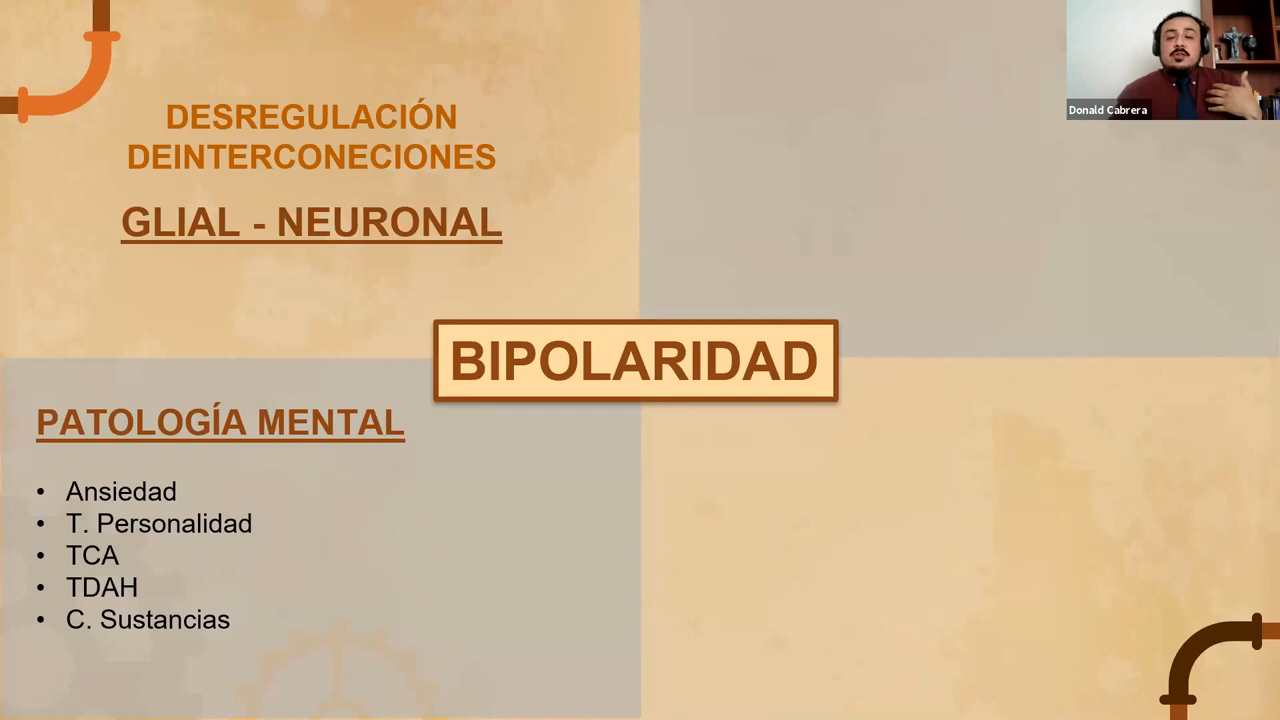 DESREGULACIÓN
DEINTERCONECIONES
GLIAL - NEURONAL
Donald Cabrera
BIPOLARIDAD
PATOLOGÍA MENTAL
• Ansiedad
• T. Personalidad
• TCA
• TDAH
• C. Sustancias